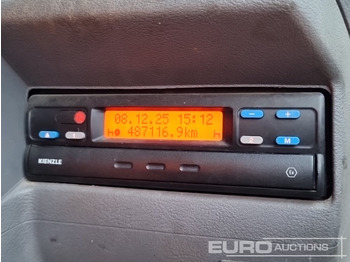 08.12.25 15:12
487116.9km
− +
M
KIENZLE
EURO AUCTIONS